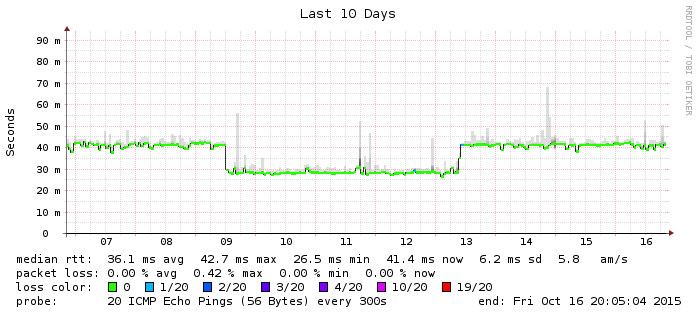 Last 10 Days
RRDTOOL / TOBI OETIKER
Seconds
90 m
80 m
70 m
60 m
50 m
40 m
30 m
20 m
10 m
0 m
07 08 09 10 11 12 13 14 15 16
median rtt: 36.1 ms avg 42.7 ms max 26.5 ms min 41.4 ms now 6.2 ms sd 5.8 am/s
packet loss: 0.00 % avg 0.42 % max 0.00 % min 0.00 % now
loss color: 0 1/20 2/20 3/20 4/20 10/20 19/20
probe: 20 ICMP Echo Pings (56 Bytes) every 300s end: Fri Oct 16 20:05:04 2015